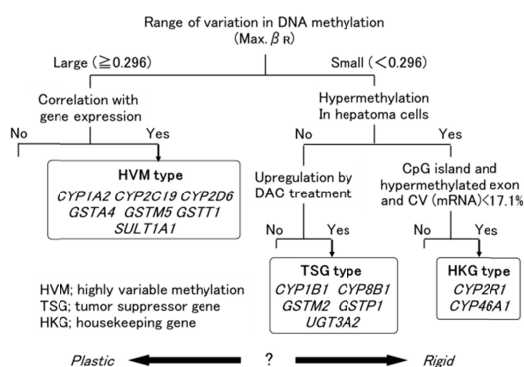 Range of variation in DNA methylation
(Max. β R)
Large (≧0.296)
Small (<0.296)
Correlation with
gene expression
Hypermethylation
In hepatoma cells
No
Yes
No
Yes
HVM type
CYP1A2 CYP2C19 CYP2D6
GSTA4 GSTM5 GSTT1
SULT1A1
Upregulation by
DAC treatment
CpG island and
hypermethylated exon
and CV (mRNA)<17.1%
No
Yes
No
Yes
TSG type
CYP1B1 CYP8B1
GSTM2 GSTP1
UGT3A2
HKG type
CYP2R1
CYP46A1
HVM; highly variable methylation
TSG; tumor suppressor gene
HKG; housekeeping gene
Plastic ? Rigid